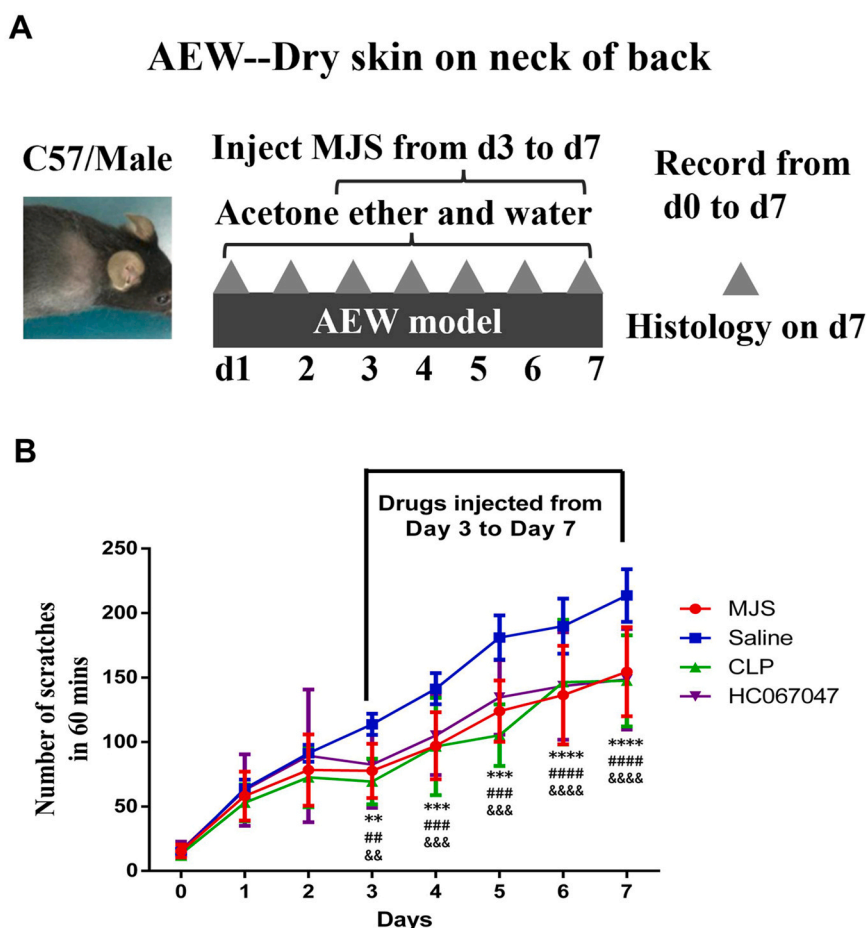 A
AEW--Dry skin on neck of back
C57/Male
Inject MJS from d3 to d7
Acetone ether and water
AEW model
d1 2 3 4 5 6 7
Record from
d0 to d7
Histology on d7
B
Drugs injected from
Day 3 to Day 7
Number of scratches
in 60 mins
250
200
150
100
50
0
**
##
&&
***
###
&&&
***
###
&&&
****
####
&&&&
****
####
&&&&
0 1 2 3 4 5 6 7
Days
MJS
Saline
CLP
HC067047